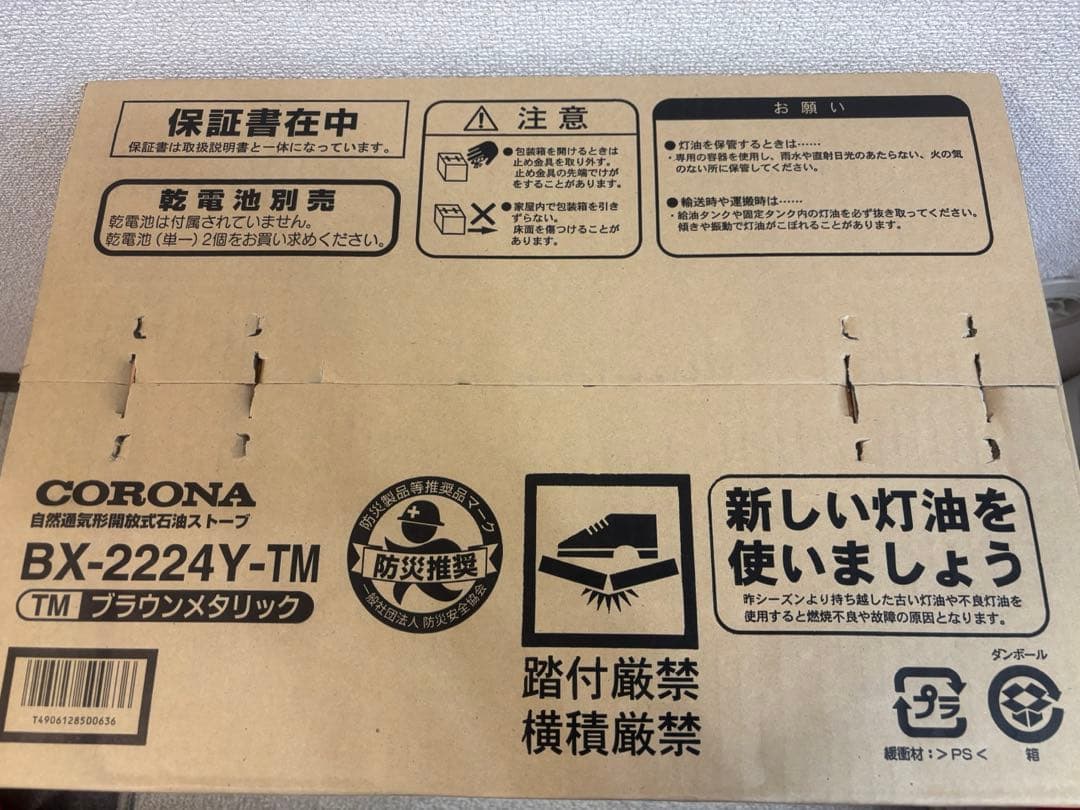 保証書在中
保証書は取扱説明書と一体になっています。
乾電池別売
乾電池は付属されていません。
乾電池（単一）2個をお買い求めください。
注意
●包装箱を開けるときは
止め金具を取り外す。
止め金具の先端でけが
をすることがあります。
●家屋内で包装箱を引き
ずらない。
床面を傷つけることが
あります。
お願い
●灯油を保管するときは……
・専用の容器を使用し、雨水や直射日光のあたらない、火の気
のない所に保管してください。
●輸送時や運搬時は……
・給油タンクや固定タンク内の灯油を必ず抜き取ってください。
傾きや振動で灯油がこぼれることがあります。
CORONA
自然通気形開放式石油ストーブ
BX-2224Y-TM
TM ブラウンメタリック
T4906128500636
防災製品等推奨品マーク
防災推奨
一般社団法人 防災安全協会
踏付厳禁
横積厳禁
新しい灯油を
使いましょう
昨シーズンより持ち越した古い灯油や不良灯油を
使用すると燃焼不良や故障の原因となります。
プラ
緩衝材：＞PS＜
ダンボール
箱